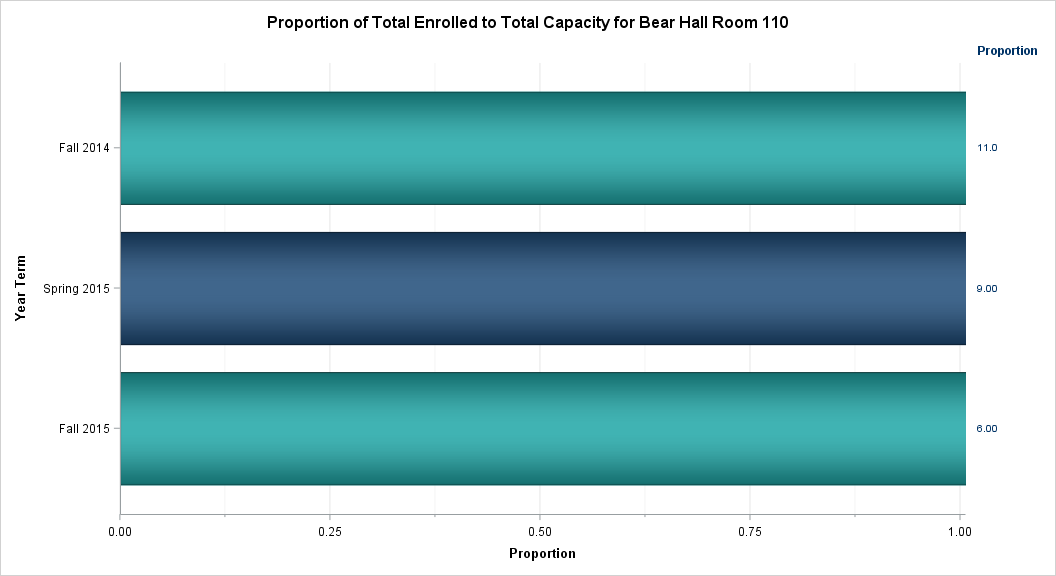 Proportion of Total Enrolled to Total Capacity for Bear Hall Room 110
Proportion
Fall 2014
11.0
Year Term
Spring 2015
9.00
Fall 2015
6.00
0.00 0.25 0.50 0.75 1.00
Proportion